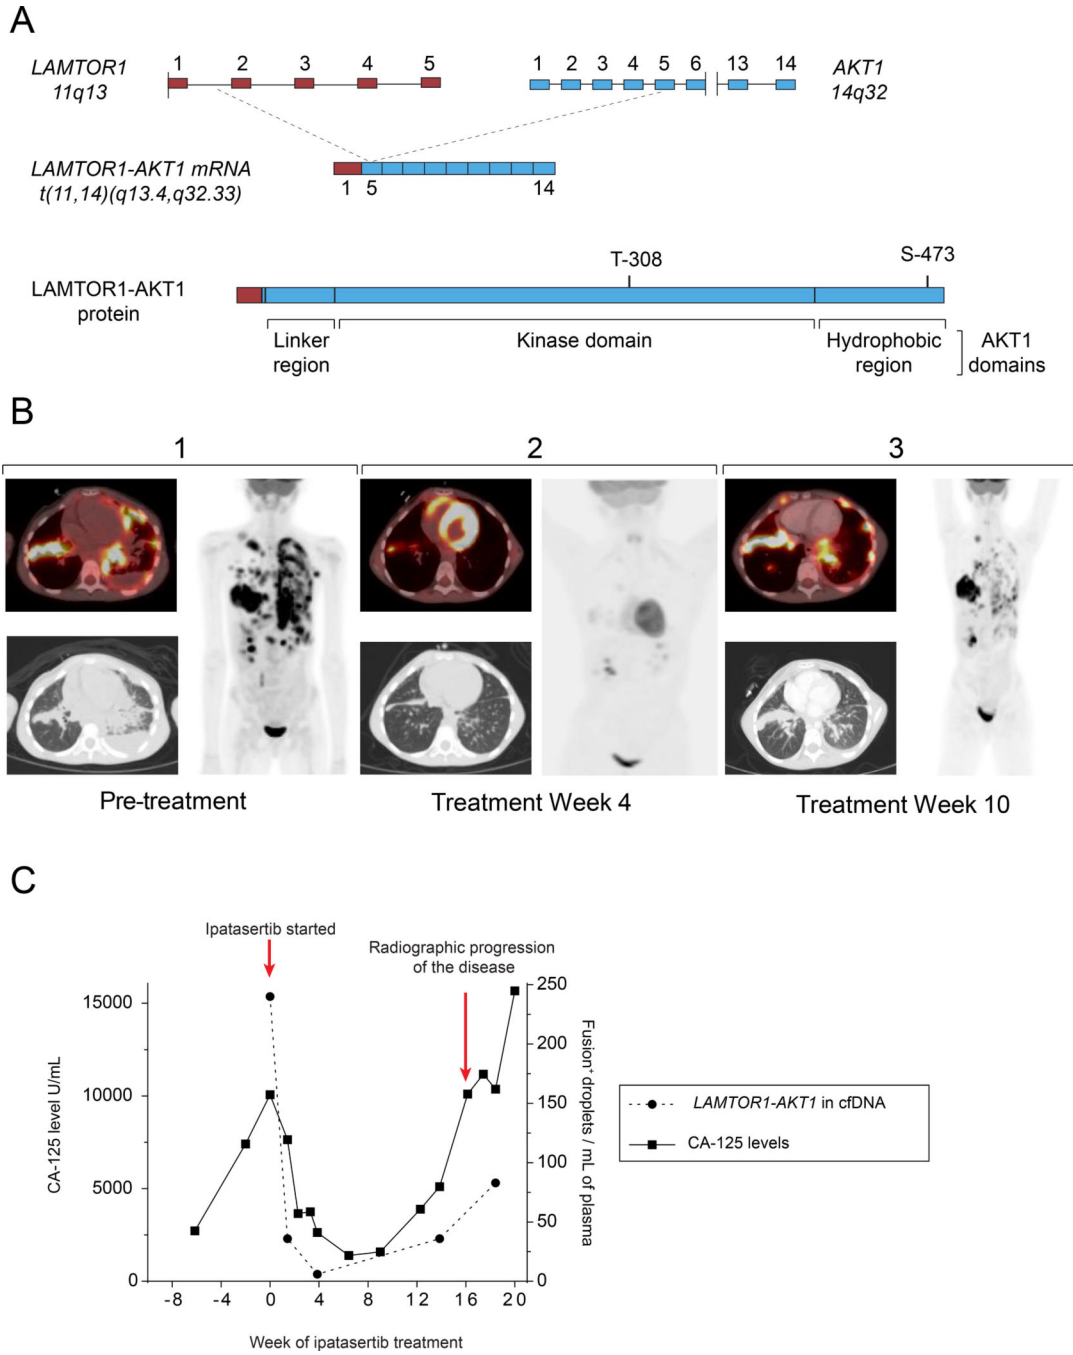 A
LAMTOR1
11q13
1 2 3 4 5
1 2 3 4 5 6 13 14
AKT1
14q32
LAMTOR1-AKT1 mRNA
t(11,14)(q13.4,q32.33)
1 5 14
LAMTOR1-AKT1
protein
T-308
S-473
Linker
region
Kinase domain
Hydrophobic
region
AKT1
domains
B
1 2 3
Pre-treatment
Treatment Week 4
Treatment Week 10
C
Ipatasertib started
Radiographic progression
of the disease
CA-125 level U/mL
15000
10000
5000
0
250
200
150
100
50
0
Fusion⁺droplets / mL of plasma
-8 -6 -4 0 4 8 12 16 20
Week of ipatasertib treatment
LAMTOR1-AKT1 in cfDNA
CA-125 levels